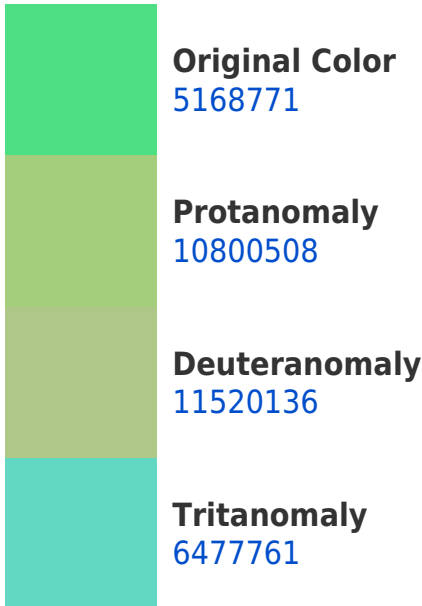 Original Color
5168771
Protanomaly
10800508
Deuteranomaly
11520136
Tritanomaly
6477761